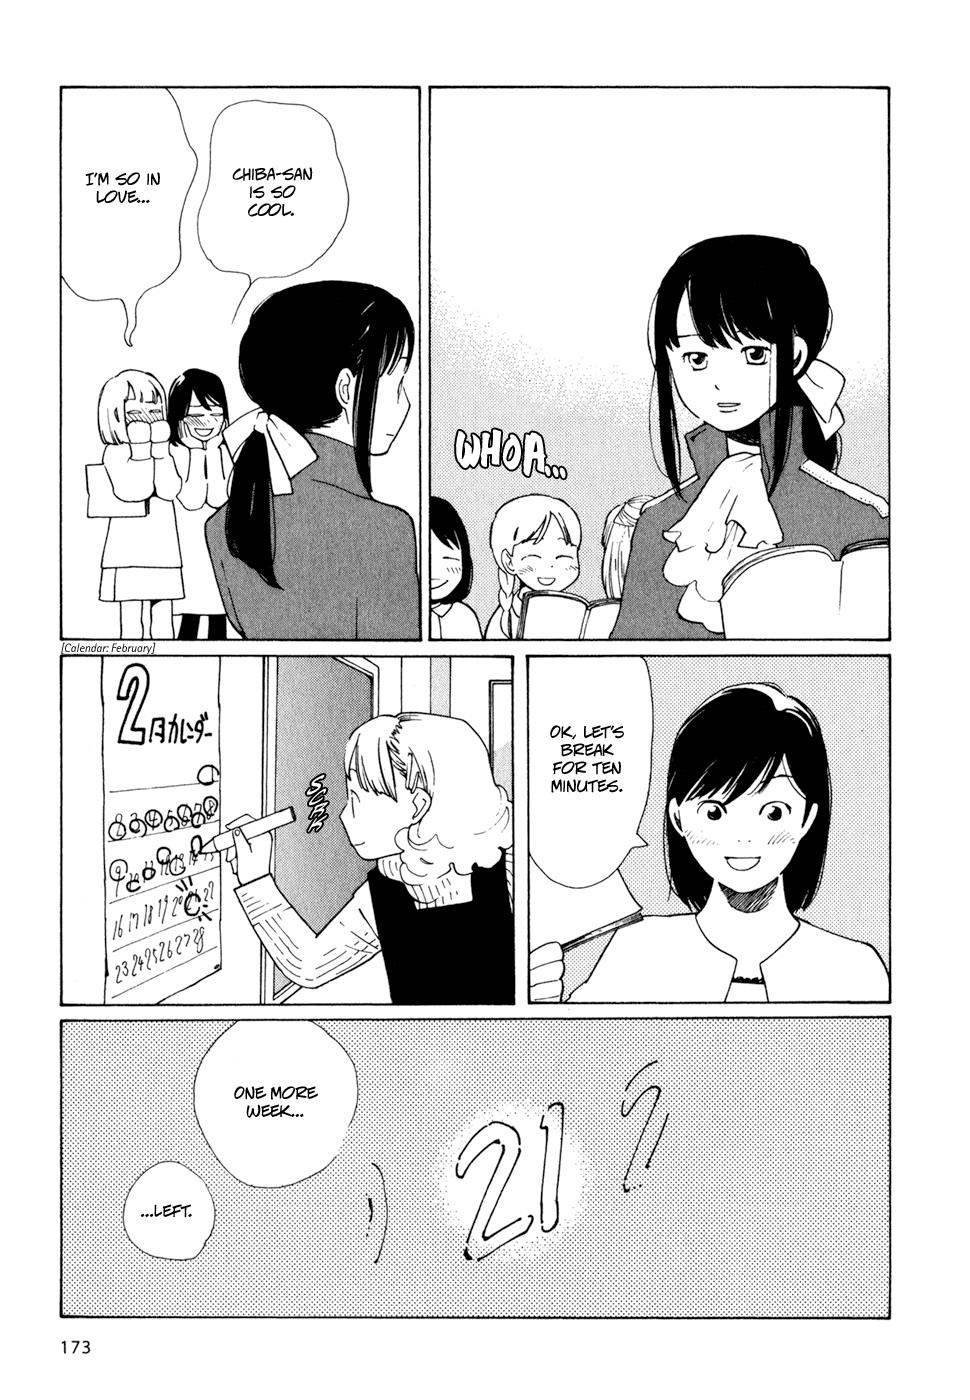 WHOA...
CHIBA-SAN
IS SO
COOL.
I'M SO IN
LOVE...
OK, LET'S
BREAK
FOR TEN
MINUTES.
[Calendar: February]
2月カレンダー
16 17 18 19 20 21 22
23 24 25 26 27 28
ONE MORE
WEEK...
...LEFT.
21
173